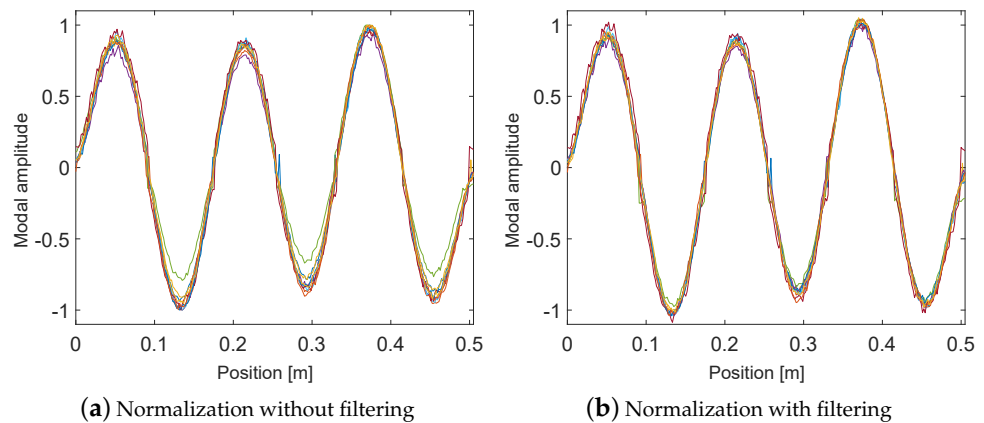 1
0.5
0
-0.5
-1
Modal amplitude
0 0.1 0.2 0.3 0.4 0.5
Position [m]
(a) Normalization without filtering
1
0.5
0
-0.5
-1
Modal amplitude
0 0.1 0.2 0.3 0.4 0.5
Position [m]
(b) Normalization with filtering